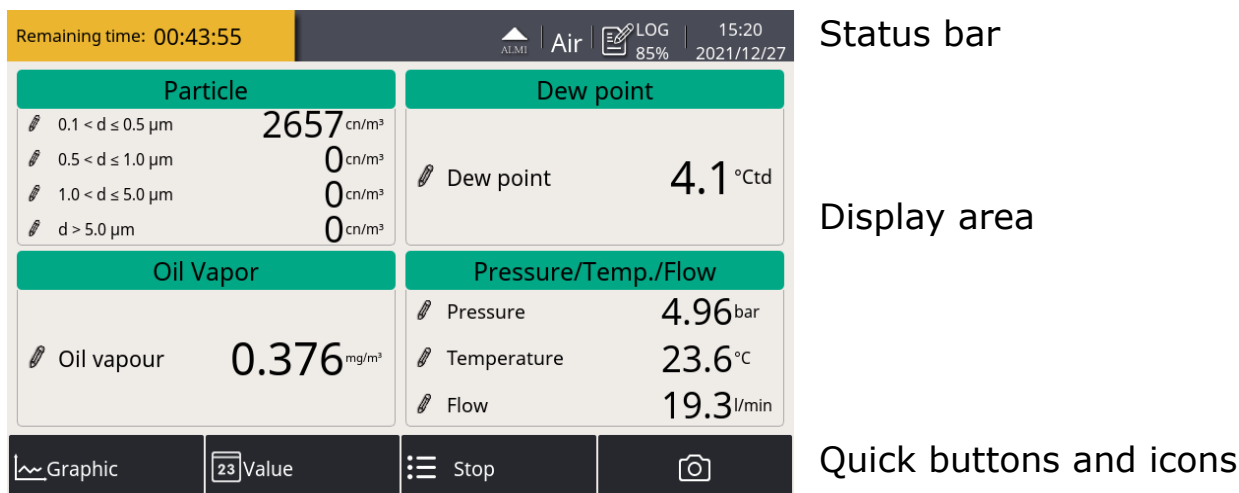 Remaining time: 00:43:55
ALMI
Air
LOG
85%
15:20
2021/12/27
Status bar
Particle
0.1 < d ≤ 0.5 µm 2657 cn/m³
0.5 < d ≤ 1.0 µm 0 cn/m³
1.0 < d ≤ 5.0 µm 0 cn/m³
d > 5.0 µm 0 cn/m³
Dew point
Dew point 4.1 °Ctd
Display area
Oil Vapor
Oil vapour 0.376 mg/m³
Pressure/Temp./Flow
Pressure 4.96 bar
Temperature 23.6 °C
Flow 19.3 l/min
Graphic
23 Value
Stop
Quick buttons and icons